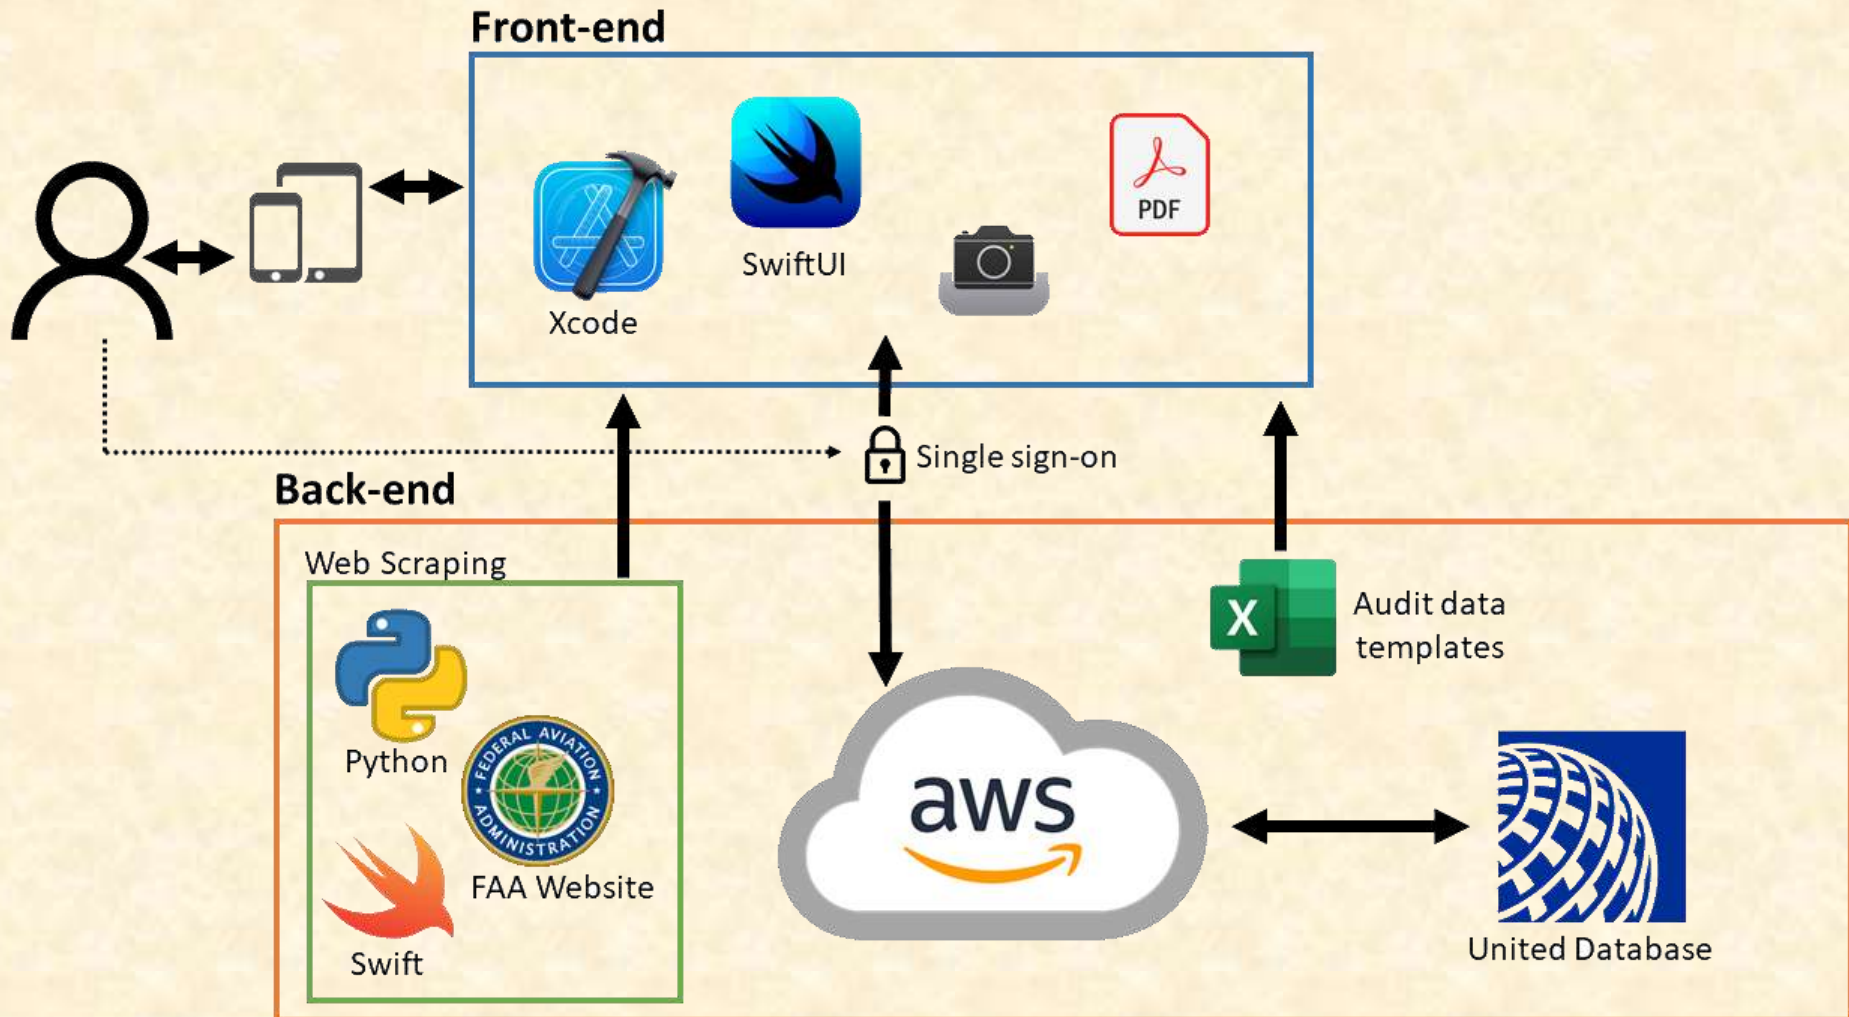 Front-end
PDF
SwiftUI
Xcode
Single sign-on
Back-end
Web Scraping
X
Audit data
templates
Python
FEDERAL AVIATION
ADMINISTRATION
aws
FAA Website
Swift
United Database